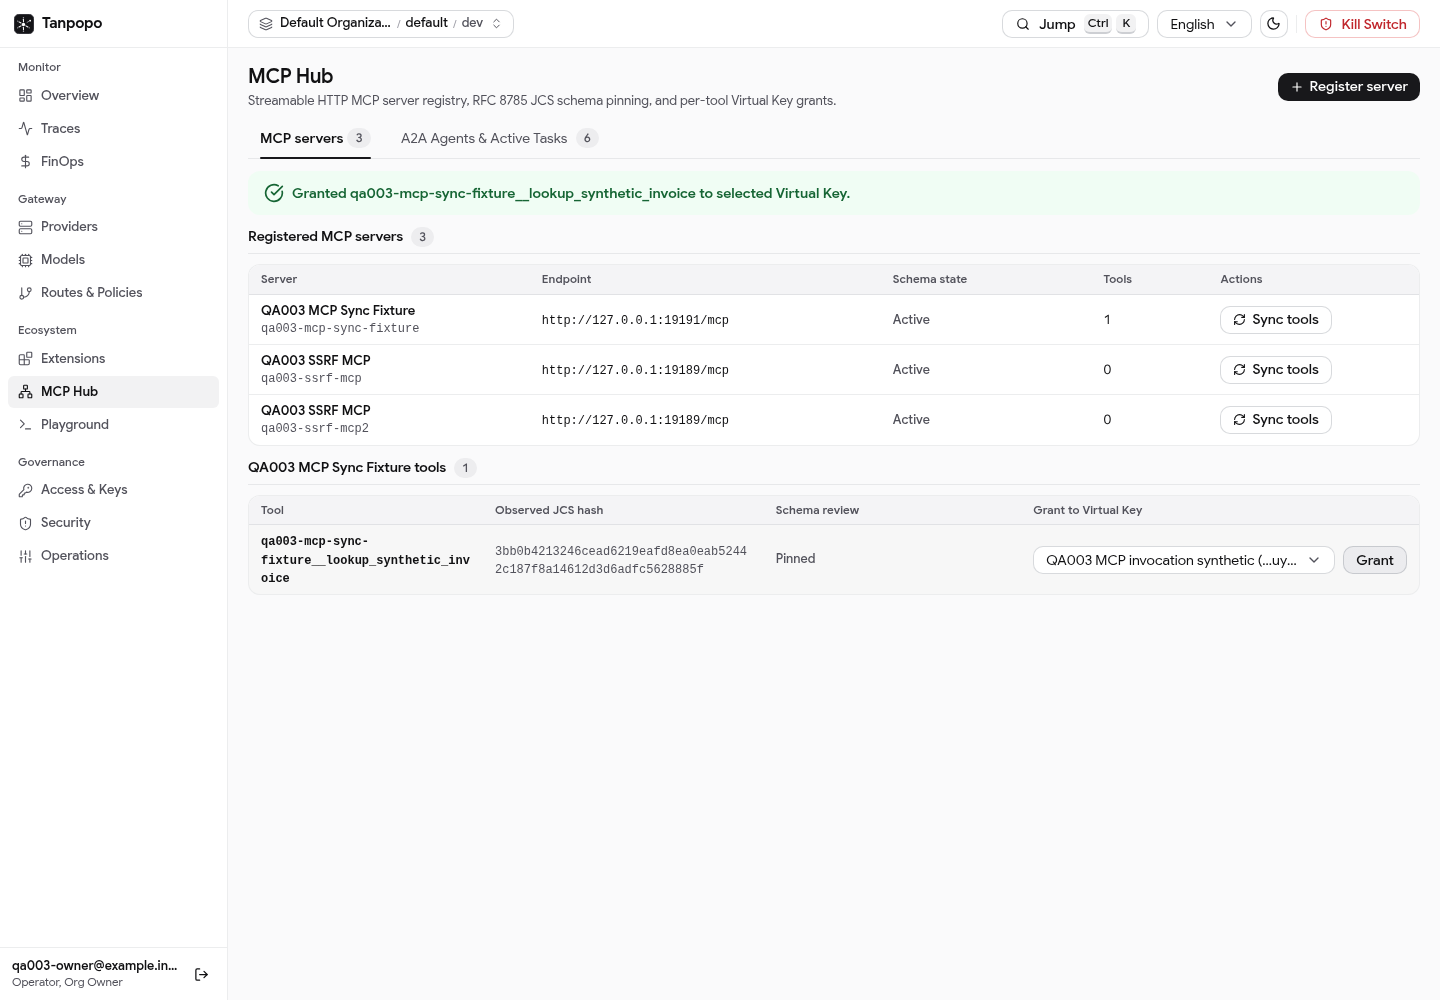 Tanpopo
Default Organiza... / default / dev
Jump Ctrl K
English
Kill Switch
Monitor
Overview
Traces
FinOps
Gateway
Providers
Models
Routes & Policies
Ecosystem
Extensions
MCP Hub
Playground
Governance
Access & Keys
Security
Operations
qa003-owner@example.in...
Operator, Org Owner
MCP Hub
Streamable HTTP MCP server registry, RFC 8785 JCS schema pinning, and per-tool Virtual Key grants.
Register server
MCP servers 3
A2A Agents & Active Tasks 6
Granted qa003-mcp-sync-fixture__lookup_synthetic_invoice to selected Virtual Key.
Registered MCP servers 3
Server Endpoint Schema state Tools Actions
QA003 MCP Sync Fixture
qa003-mcp-sync-fixture
http://127.0.0.1:19191/mcp Active 1 Sync tools
QA003 SSRF MCP
qa003-ssrf-mcp
http://127.0.0.1:19189/mcp Active 0 Sync tools
QA003 SSRF MCP
qa003-ssrf-mcp2
http://127.0.0.1:19189/mcp Active 0 Sync tools
QA003 MCP Sync Fixture tools 1
Tool Observed JCS hash Schema review Grant to Virtual Key
qa003-mcp-sync-
fixture__lookup_synthetic_inv
oice
3bb0b4213246cead6219eafd8ea0eab5244
2c187f8a14612d3d6adfc5628885f
Pinned
QA003 MCP invocation synthetic (...uy...
Grant